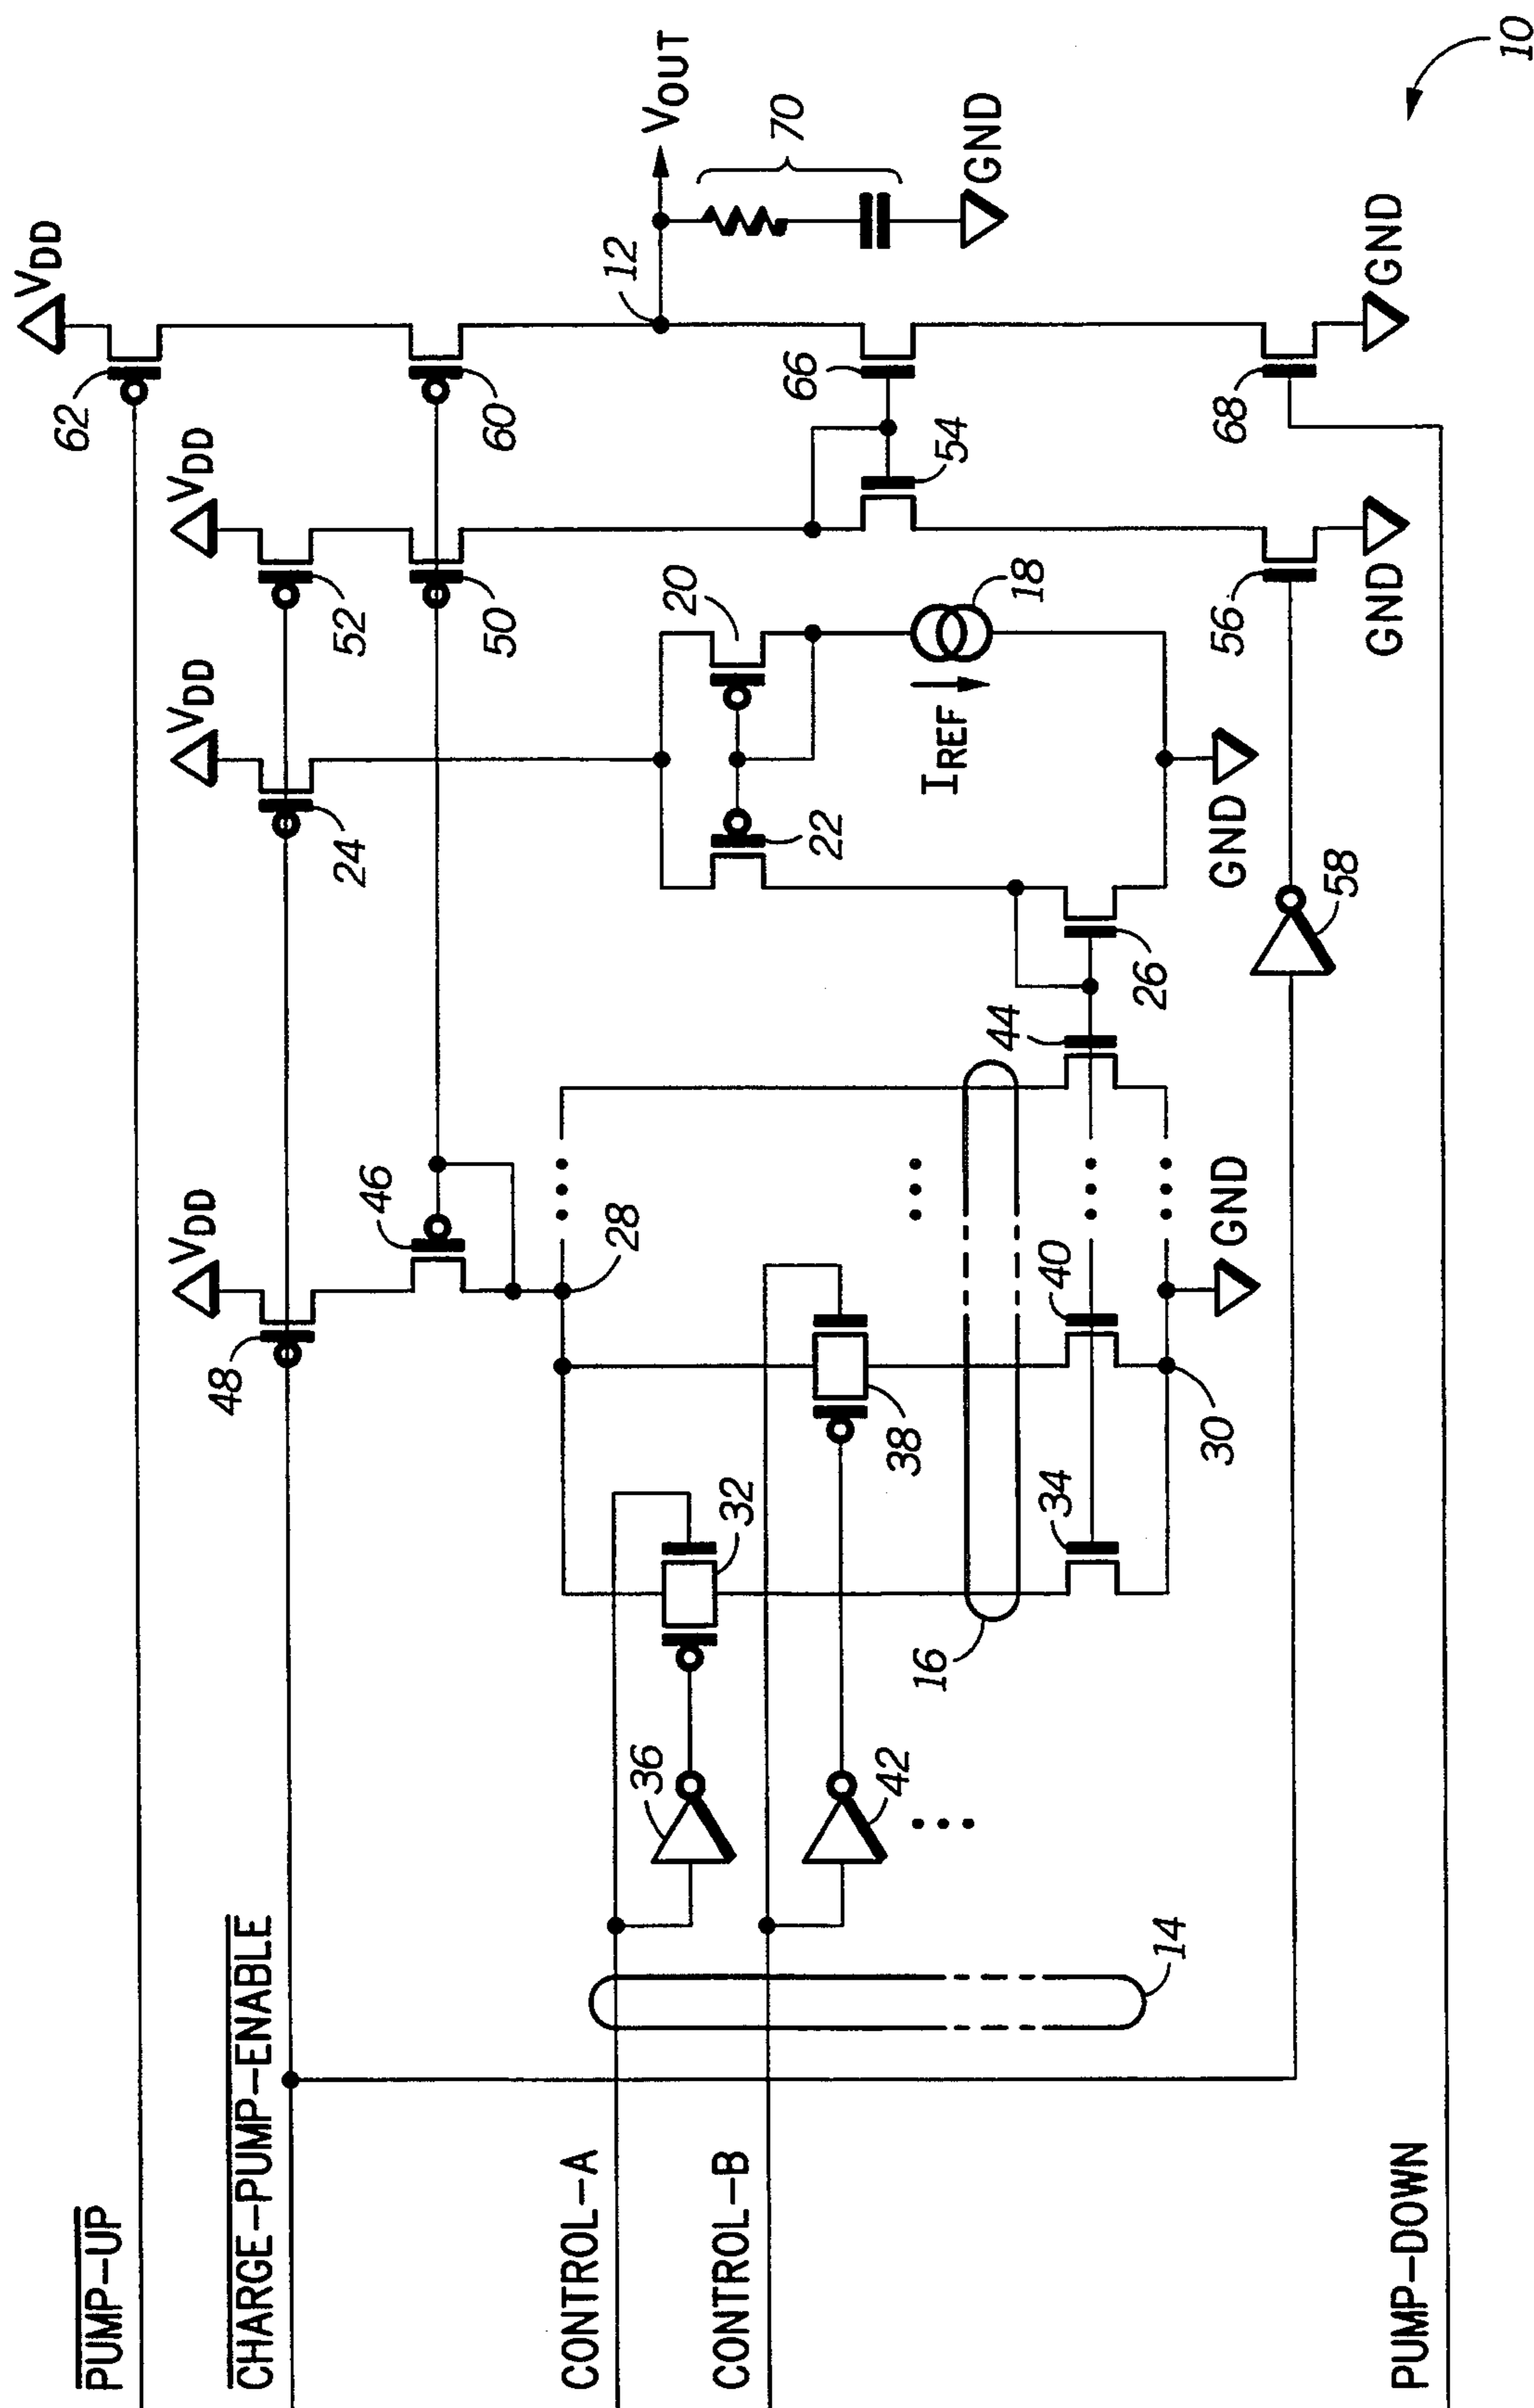 PUMP-UP
CHARGE-PUMP-ENABLE
CONTROL-A
CONTROL-B
PUMP-DOWN
14
36
42
16
32
38
34
40
30
28
48
46
VDD
GND
44
26
58
24
VDD
22
20
IREF
18
GND
52
VDD
50
54
56
GND
62
VDD
60
12
66
68
GND
VOUT
70
GND
10